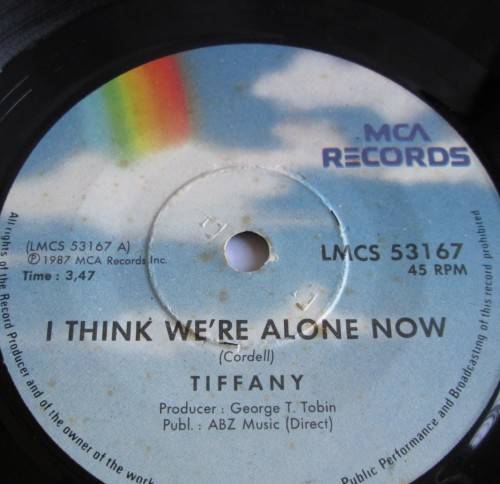 MCA
RECORDS
(LMCS 53167 A)
℗ 1987 MCA Records Inc.
Time : 3,47
LMCS 53167
45 RPM
I THINK WE'RE ALONE NOW
(Cordell)
TIFFANY
Producer : George T. Tobin
Publ. : ABZ Music (Direct)
All rights of the Record Producer and of the owner of the work
Public Performance and Broadcasting of this record prohibited